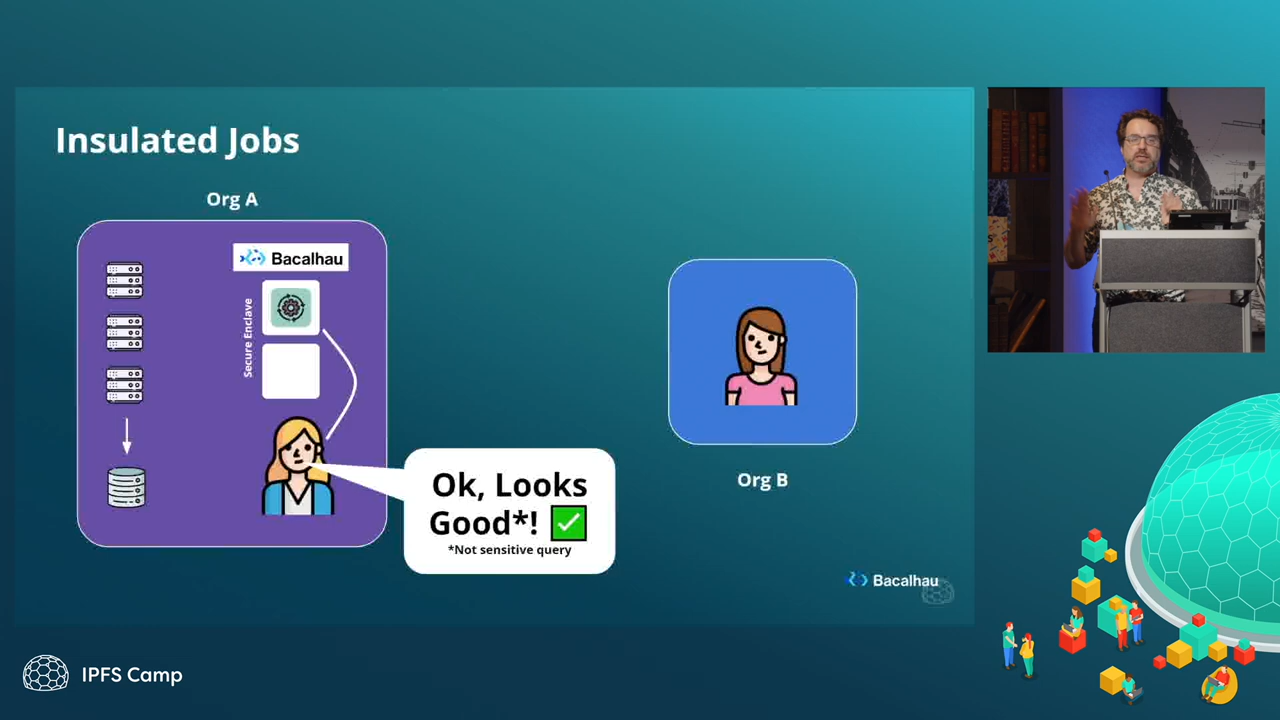 Insulated Jobs
Org A
Bacalhau
Secure Enclave
Ok, Looks
Good*! ✅
*Not sensitive query
Org B
Bacalhau
IPFS Camp